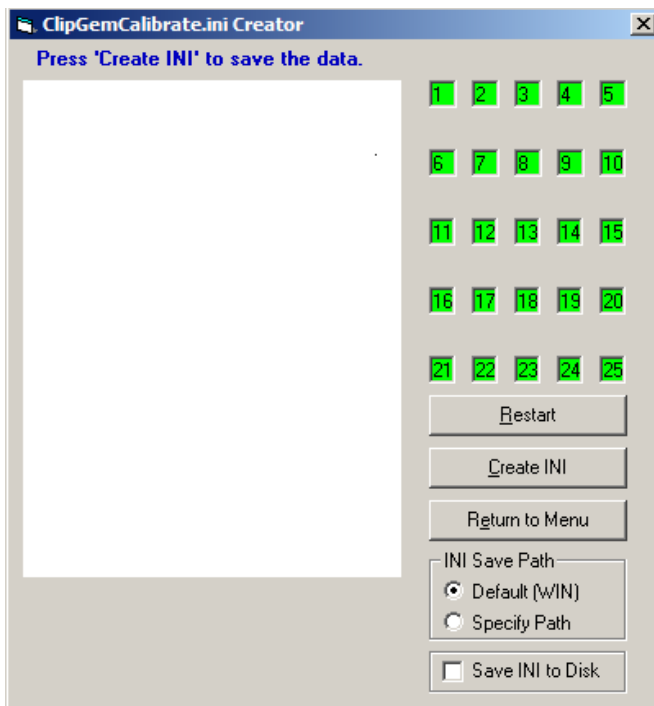 ClipGemCalibrate.ini Creator
Press 'Create INI' to save the data.
1 2 3 4 5
6 7 8 9 10
11 12 13 14 15
16 17 18 19 20
21 22 23 24 25
Restart
Create INI
Return to Menu
INI Save Path
Default (WIN)
Specify Path
Save INI to Disk